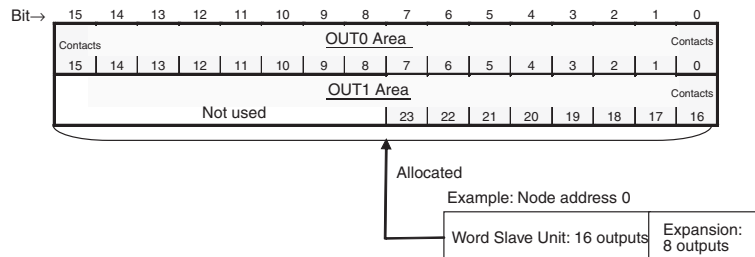 Bit→ 15 14 13 12 11 10 9 8 7 6 5 4 3 2 1 0
Contacts OUT0 Area Contacts
15 14 13 12 11 10 9 8 7 6 5 4 3 2 1 0
OUT1 Area Contacts
Not used 23 22 21 20 19 18 17 16
Allocated
Example: Node address 0
Word Slave Unit: 16 outputs Expansion:
8 outputs